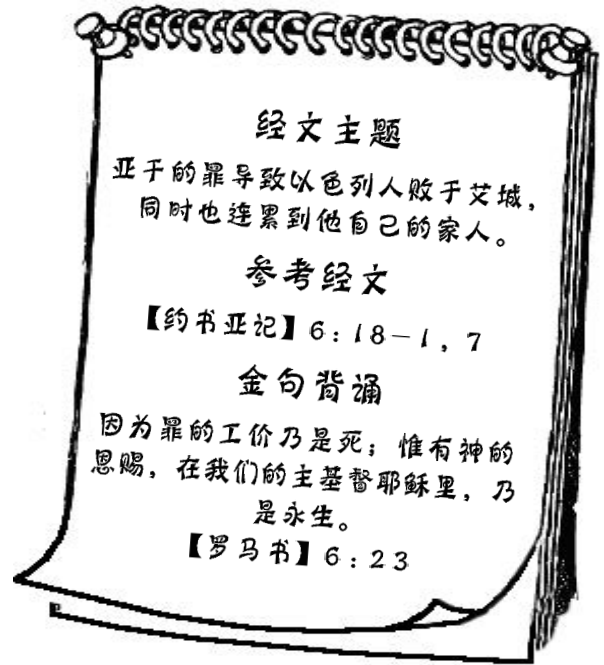 经文主题
亚干的罪导致以色列人败于艾城，
同时也连累到他自己的家人。
参考经文
【约书亚记】6：18－1，7
金句背诵
因为罪的工价乃是死；惟有神的
恩赐，在我们的主基督耶稣里，乃
是永生。
【罗马书】6：23